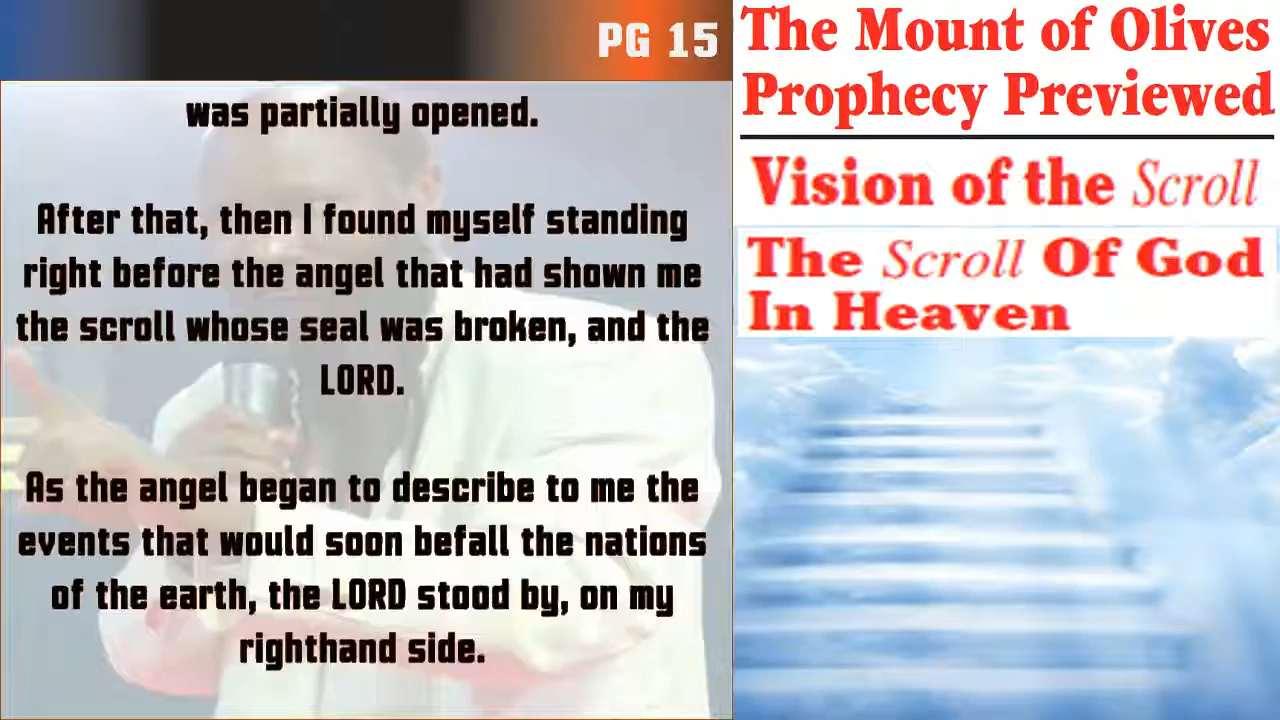 PG 15
was partially opened.
After that, then I found myself standing
right before the angel that had shown me
the scroll whose seal was broken, and the
LORD.
As the angel began to describe to me the
events that would soon befall the nations
of the earth, the LORD stood by, on my
righthand side.
The Mount of Olives
Prophecy Previewed
Vision of the Scroll
The Scroll Of God
In Heaven